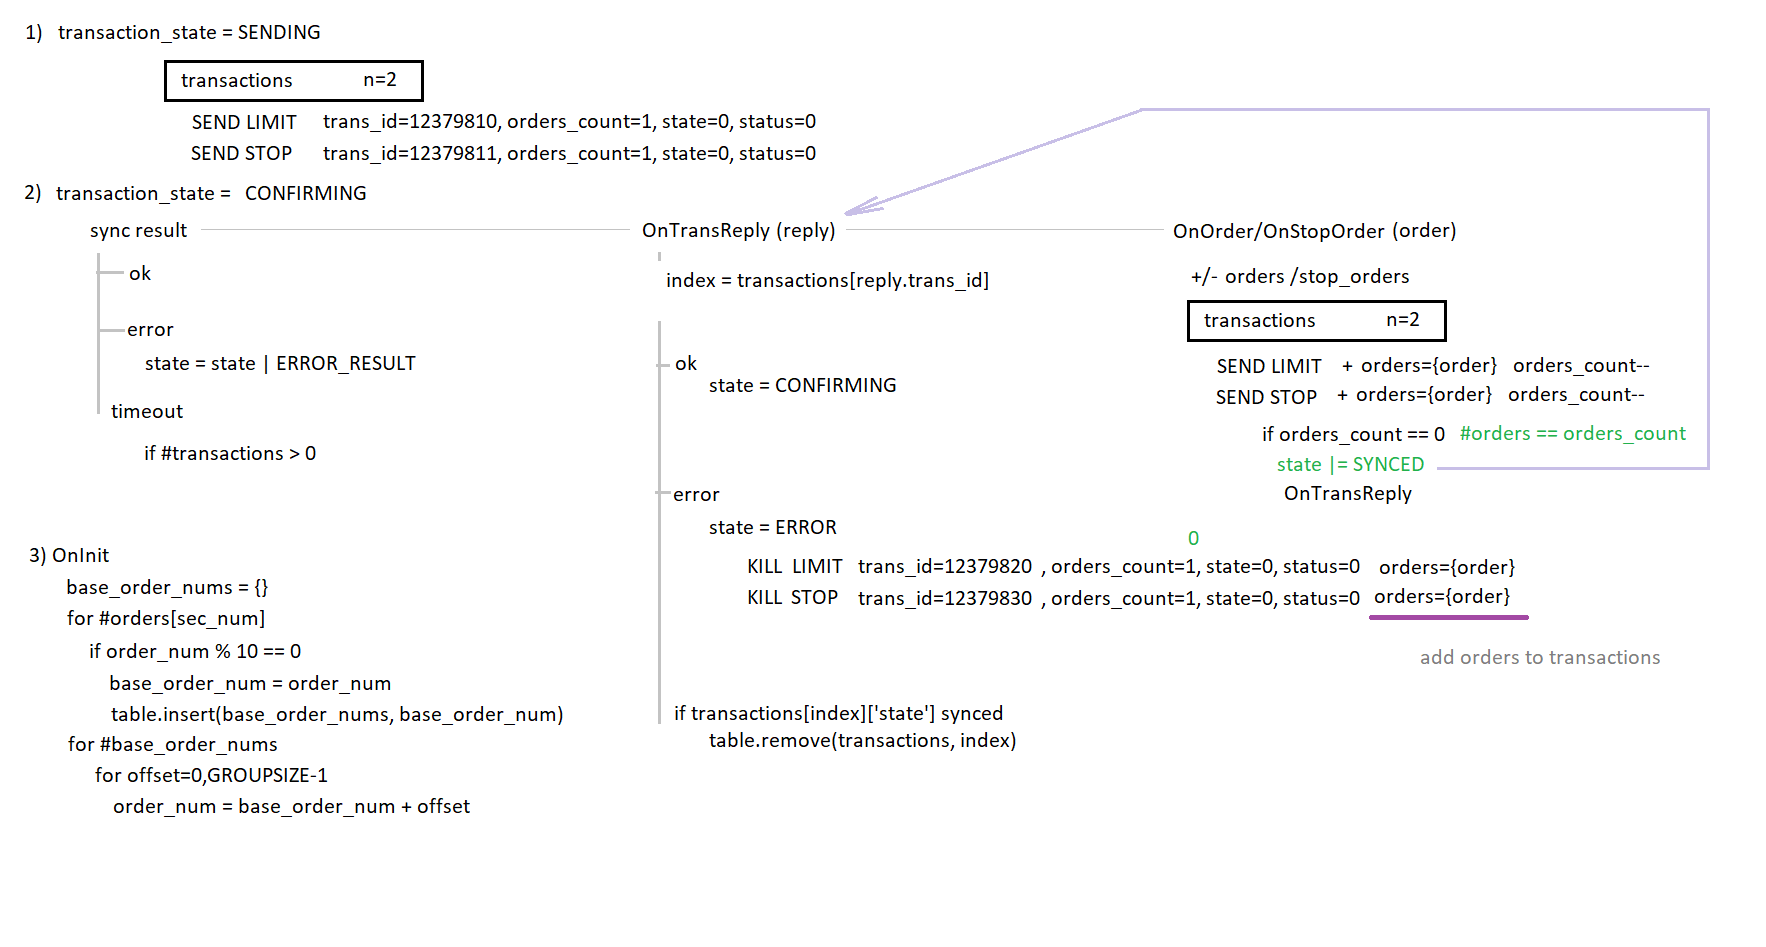 1) transaction_state = SENDING
transactions n=2
SEND LIMIT trans_id=12379810, orders_count=1, state=0, status=0
SEND STOP trans_id=12379811, orders_count=1, state=0, status=0
2) transaction_state = CONFIRMING
sync result
ok
error
state = state | ERROR_RESULT
timeout
if #transactions > 0
OnTransReply (reply)
index = transactions[reply.trans_id]
ok
state = CONFIRMING
error
state = ERROR
0
KILL LIMIT trans_id=12379820 , orders_count=1, state=0, status=0 orders={order}
KILL STOP trans_id=12379830 , orders_count=1, state=0, status=0 orders={order}
add orders to transactions
if transactions[index]['state'] synced
table.remove(transactions, index)
OnOrder/OnStopOrder (order)
+/- orders /stop_orders
transactions n=2
SEND LIMIT + orders={order} orders_count--
SEND STOP + orders={order} orders_count--
if orders_count == 0 #orders == orders_count
state |= SYNCED
OnTransReply
3) OnInit
base_order_nums = {}
for #orders[sec_num]
if order_num % 10 == 0
base_order_num = order_num
table.insert(base_order_nums, base_order_num)
for #base_order_nums
for offset=0,GROUPSIZE-1
order_num = base_order_num + offset